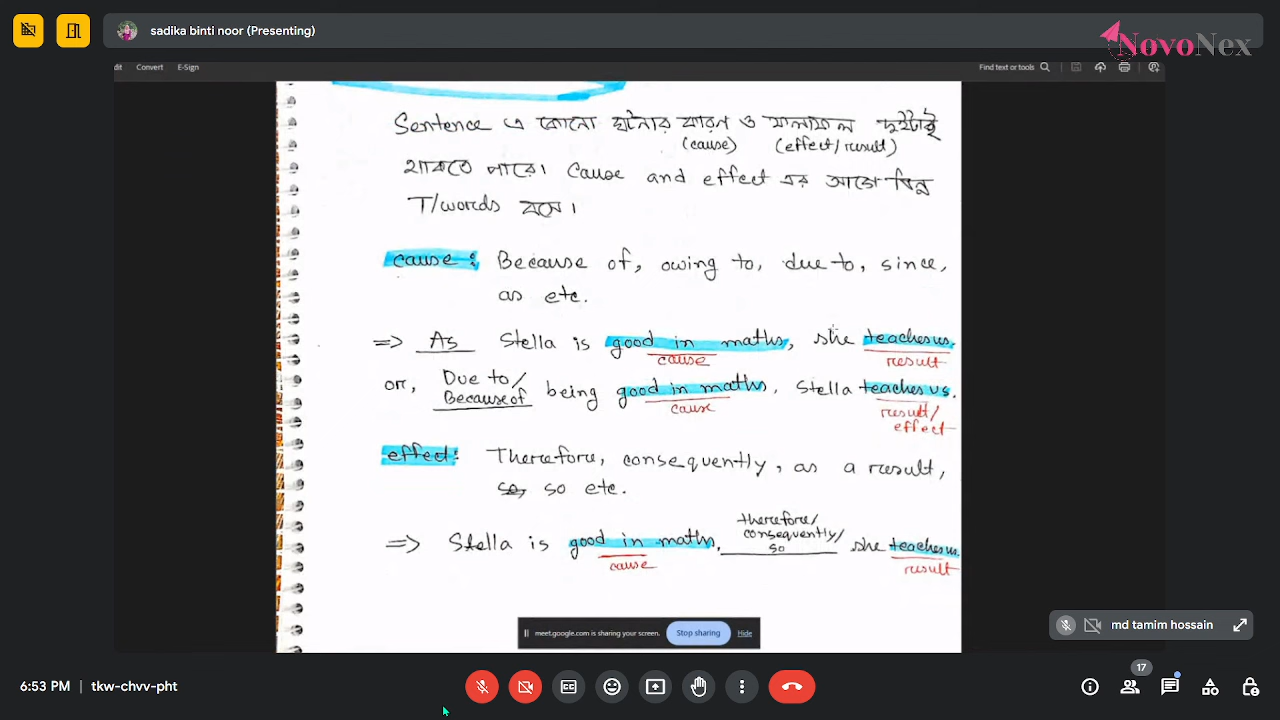 sadika binti noor (Presenting)
NovoNex
dit Convert E-Sign
Find text or tools
Sentence এ কোনো ঘটনার কারণ ও ফলাফল দুইটাই
(cause) (effect/result)
থাকতে পারে। Cause and effect এর আগে ভিন্ন
T/words বসে।
cause: Because of, owing to, due to, since,
as etc.
=> As Stella is good in maths, she teaches us.
cause result
or, Due to/
Because of being good in maths, Stella teaches us.
cause result/
effect
effect: Therefore, consequently, as a result,
so, so etc.
=> Stella is good in maths. therefore/
consequently/
so she teaches us.
cause result
meet.google.com is sharing your screen. Stop sharing Hide
md tamim hossain
6:53 PM | tkw-chvv-pht
17